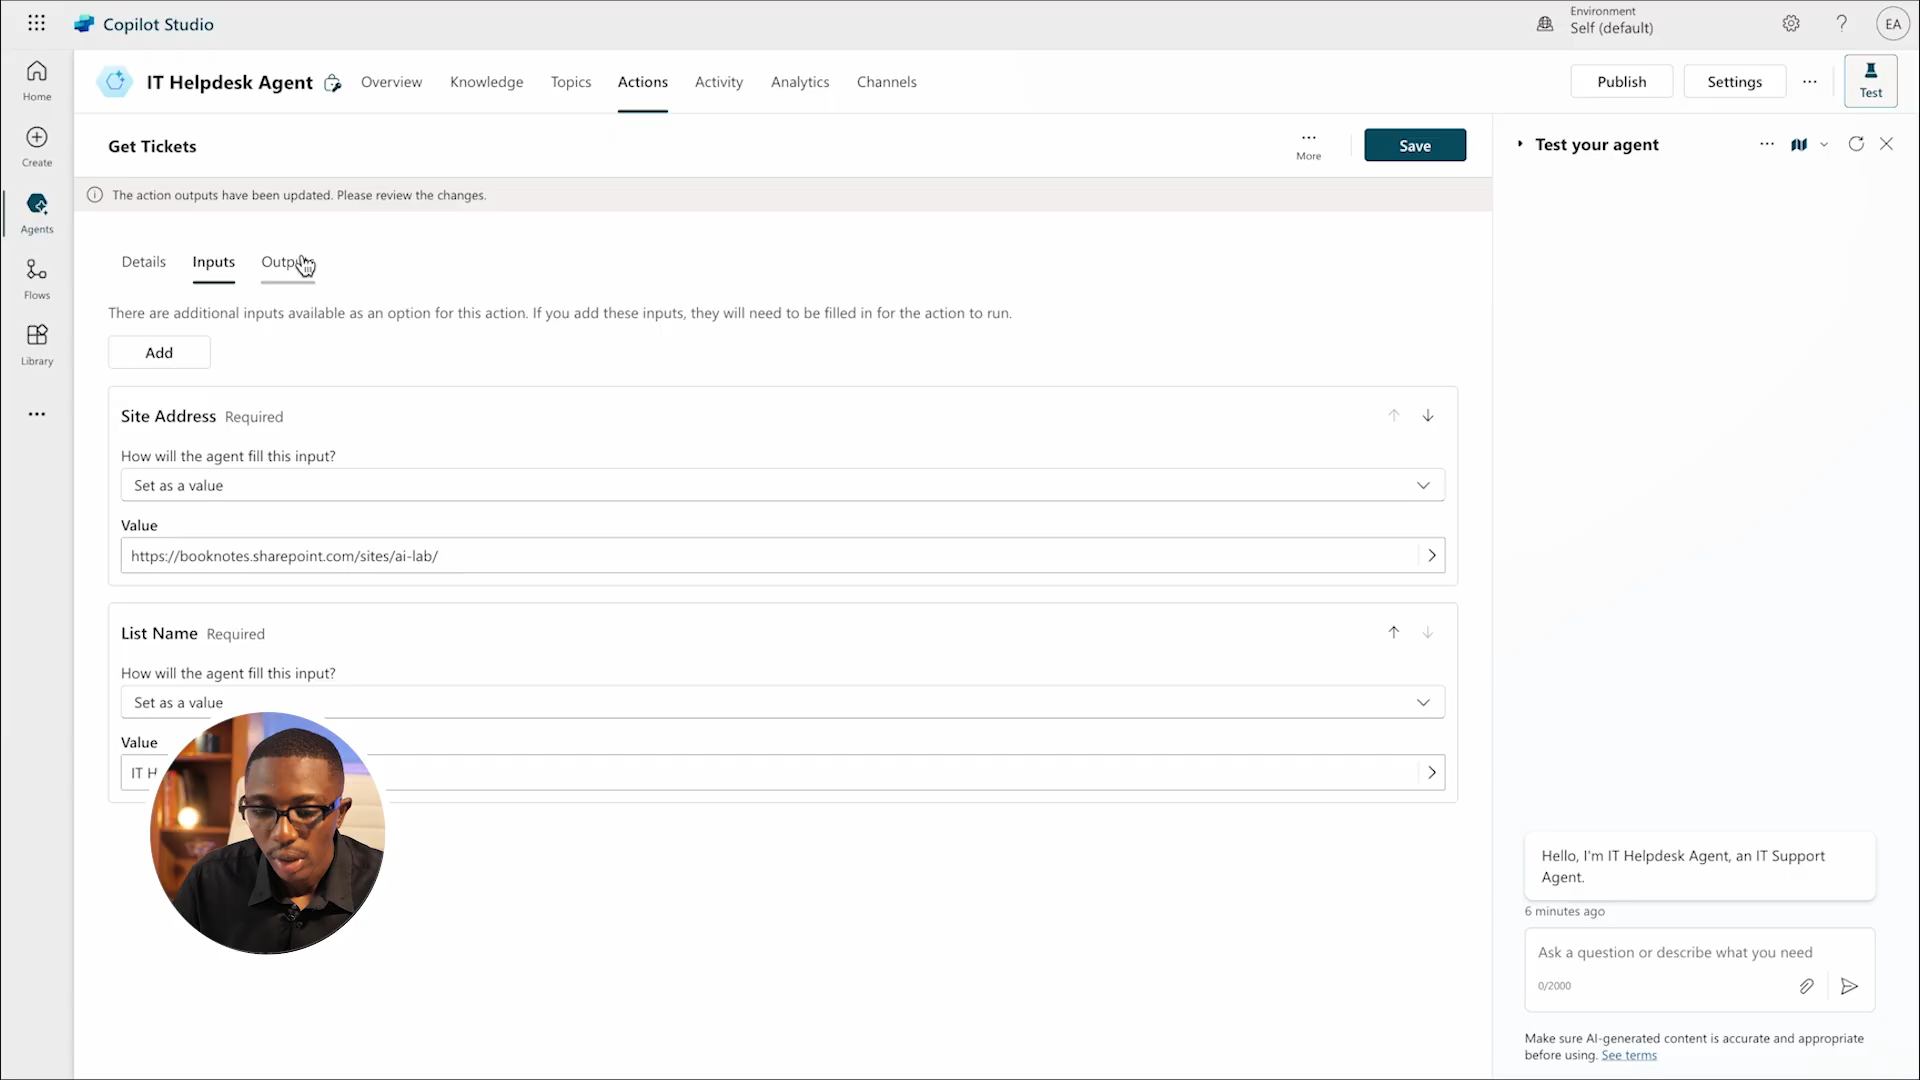 Copilot Studio
Environment
Self (default)
EA
Home
Create
Agents
Flows
Library
IT Helpdesk Agent
Overview
Knowledge
Topics
Actions
Activity
Analytics
Channels
Publish
Settings
Test
Get Tickets
More
Save
The action outputs have been updated. Please review the changes.
Details
Inputs
There are additional inputs available as an option for this action. If you add these inputs, they will need to be filled in for the action to run.
Add
Site Address Required
How will the agent fill this input?
Set as a value
Value
https://booknotes.sharepoint.com/sites/ai-lab/
List Name Required
How will the agent fill this input?
Set as a value
Value
IT H
Test your agent
Hello, I'm IT Helpdesk Agent, an IT Support
Agent.
6 minutes ago
Ask a question or describe what you need
0/2000
Make sure AI-generated content is accurate and appropriate
before using. See terms